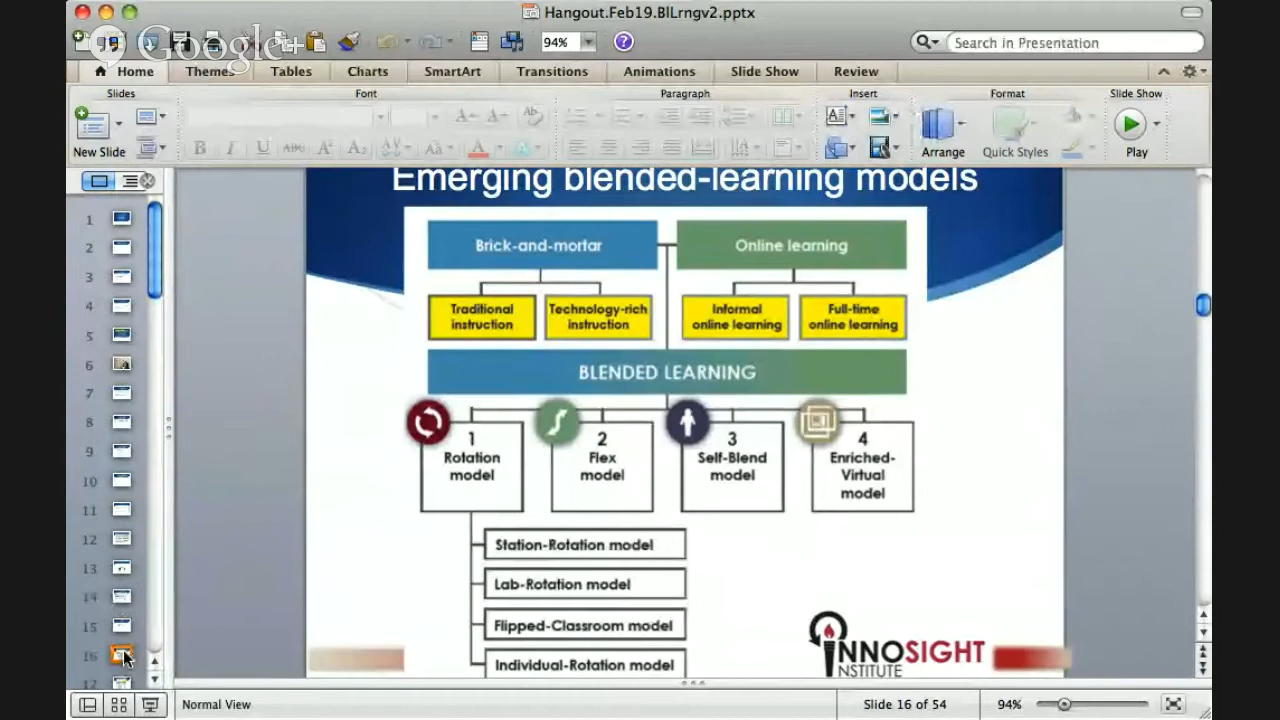 Hangout.Feb19.BlLrngv2.pptx
Google+
94%
Search in Presentation
Home
Themes
Tables
Charts
SmartArt
Transitions
Animations
Slide Show
Review
Slides
Font
Paragraph
Insert
Format
Slide Show
New Slide
Arrange
Quick Styles
Play
Emerging blended-learning models
Brick-and-mortar
Online learning
Traditional
instruction
Technology-rich
instruction
Informal
online learning
Full-time
online learning
BLENDED LEARNING
1
Rotation
model
2
Flex
model
3
Self-Blend
model
4
Enriched-
Virtual
model
Station-Rotation model
Lab-Rotation model
Flipped-Classroom model
Individual-Rotation model
INNOSIGHT
INSTITUTE
1
2
3
4
5
6
7
8
9
10
11
12
13
14
15
16
17
Normal View
Slide 16 of 54
94%